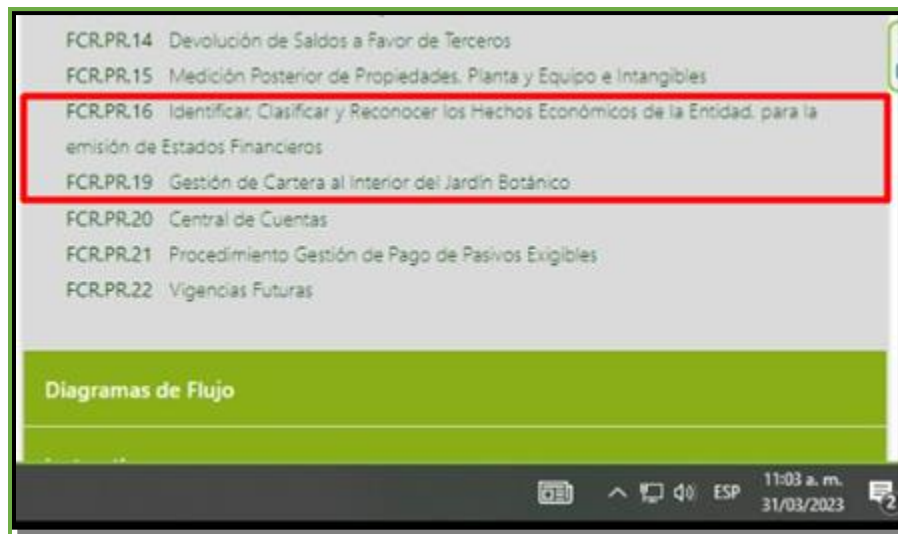 FCR.PR.14 Devolución de Saldos a Favor de Terceros
FCR.PR.15 Medición Posterior de Propiedades, Planta y Equipo e Intangibles
FCR.PR.16 Identificar, Clasificar y Reconocer los Hechos Económicos de la Entidad, para la
emisión de Estados Financieros
FCR.PR.19 Gestión de Cartera al Interior del Jardín Botánico
FCR.PR.20 Central de Cuentas
FCR.PR.21 Procedimiento Gestión de Pago de Pasivos Exigibles
FCR.PR.22 Vigencias Futuras
Diagramas de Flujo
ESP
11:03 a. m.
31/03/2023
2